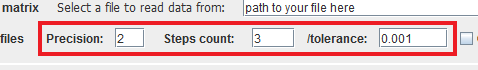 matrix Select a file to read data from: path to your file here
files Precision: 2 Steps count: 3 /tolerance: 0.001